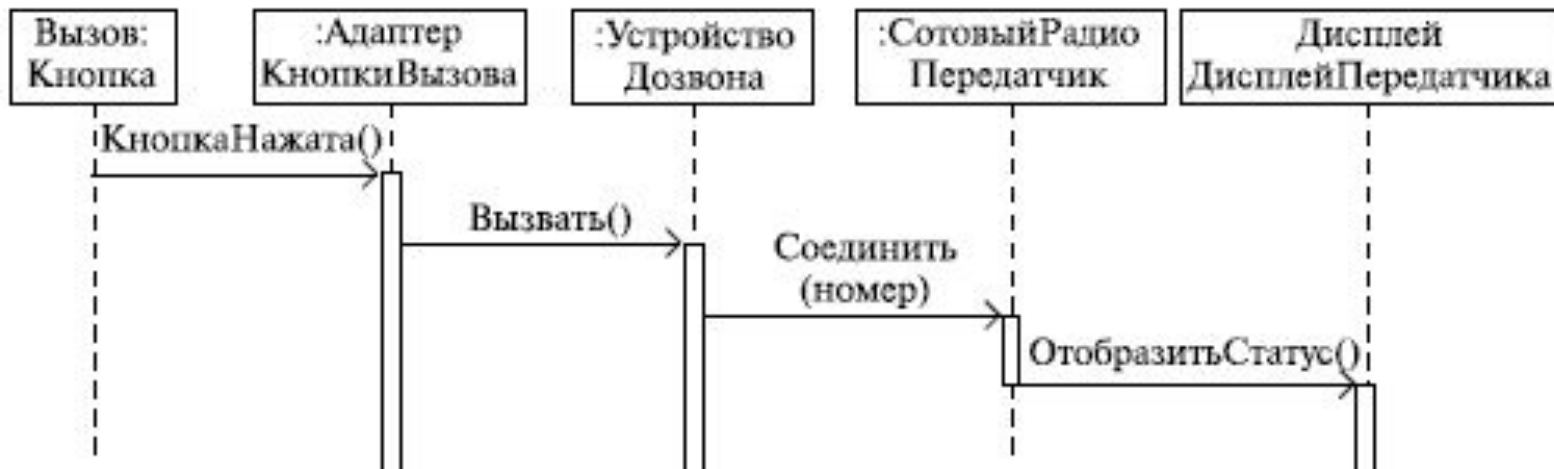 Вызов:
Кнопка
:Адаптер
КнопкиВызова
:Устройство
Дозвона
:СотовыйРадио
Передатчик
Дисплей
ДисплейПередатчика
КнопкаНажата()
Вызвать()
Соединить
(номер)
ОтобразитьСтатус()